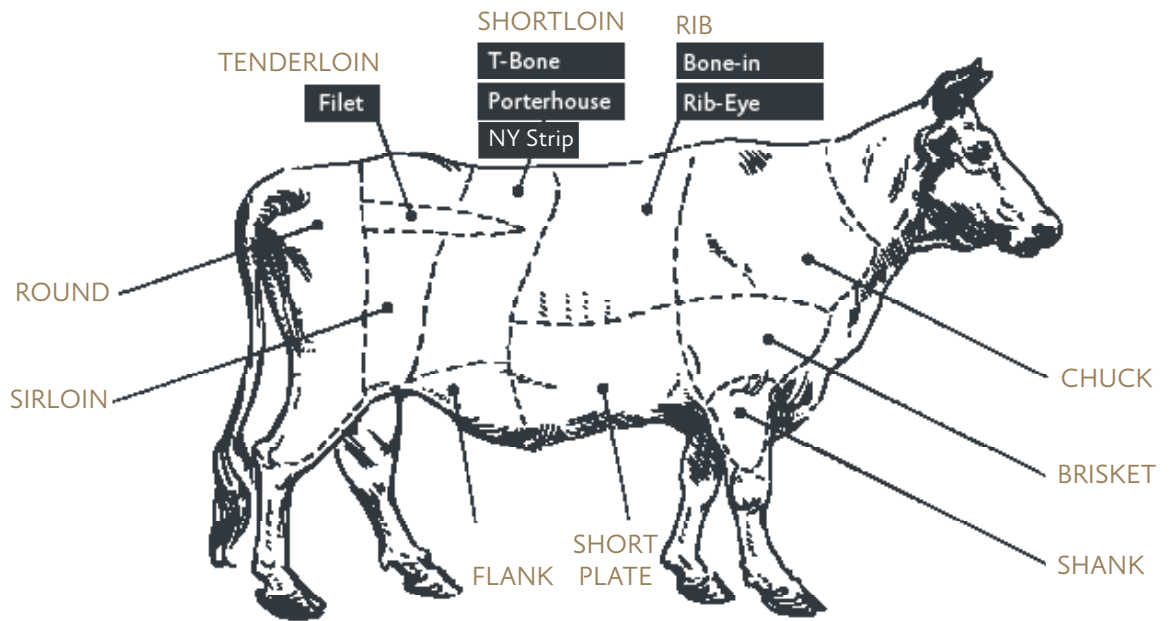 SHORTLOIN
T-Bone
Porterhouse
NY Strip
RIB
Bone-in
Rib-Eye
TENDERLOIN
Filet
ROUND
SIRLOIN
CHUCK
BRISKET
SHANK
FLANK
SHORT
PLATE